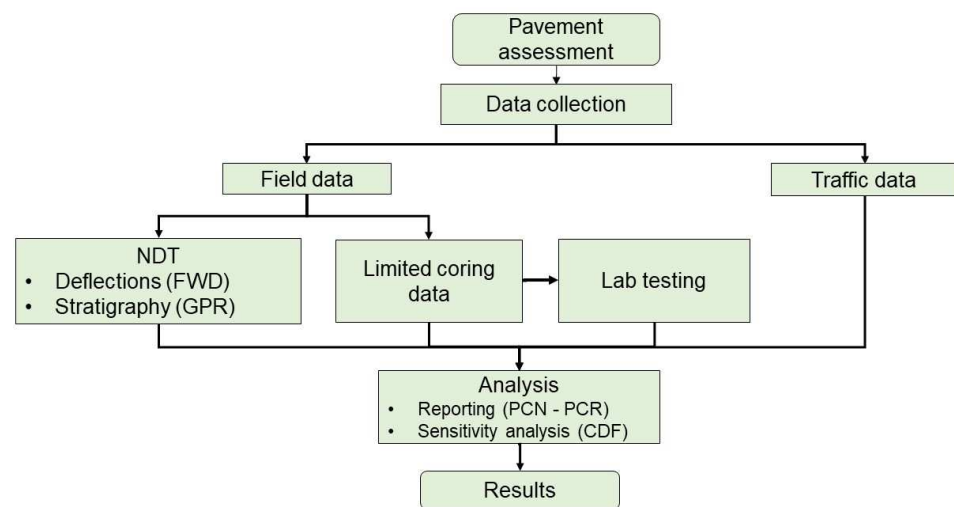 Pavement
assessment
Data collection
Field data
Traffic data
NDT
• Deflections (FWD)
• Stratigraphy (GPR)
Limited coring
data
Lab testing
Analysis
• Reporting (PCN - PCR)
• Sensitivity analysis (CDF)
Results